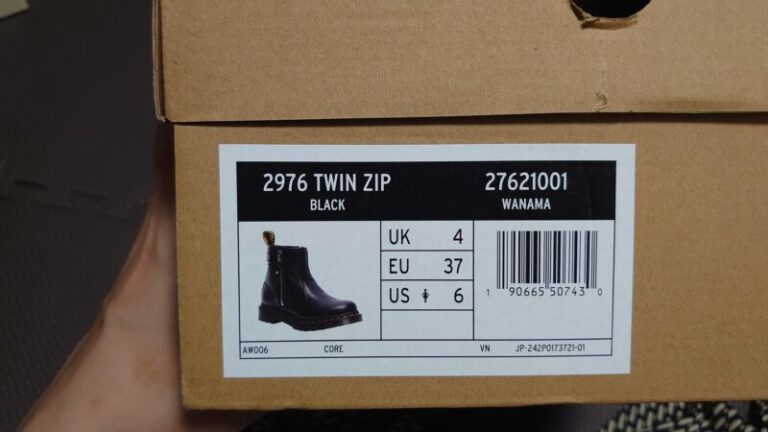 2976 TWIN ZIP 27621001
BLACK WANAMA
UK 4
EU 37
US 6
1 90665 50743 0
AW006 CORE VN JP-242P0173721-01